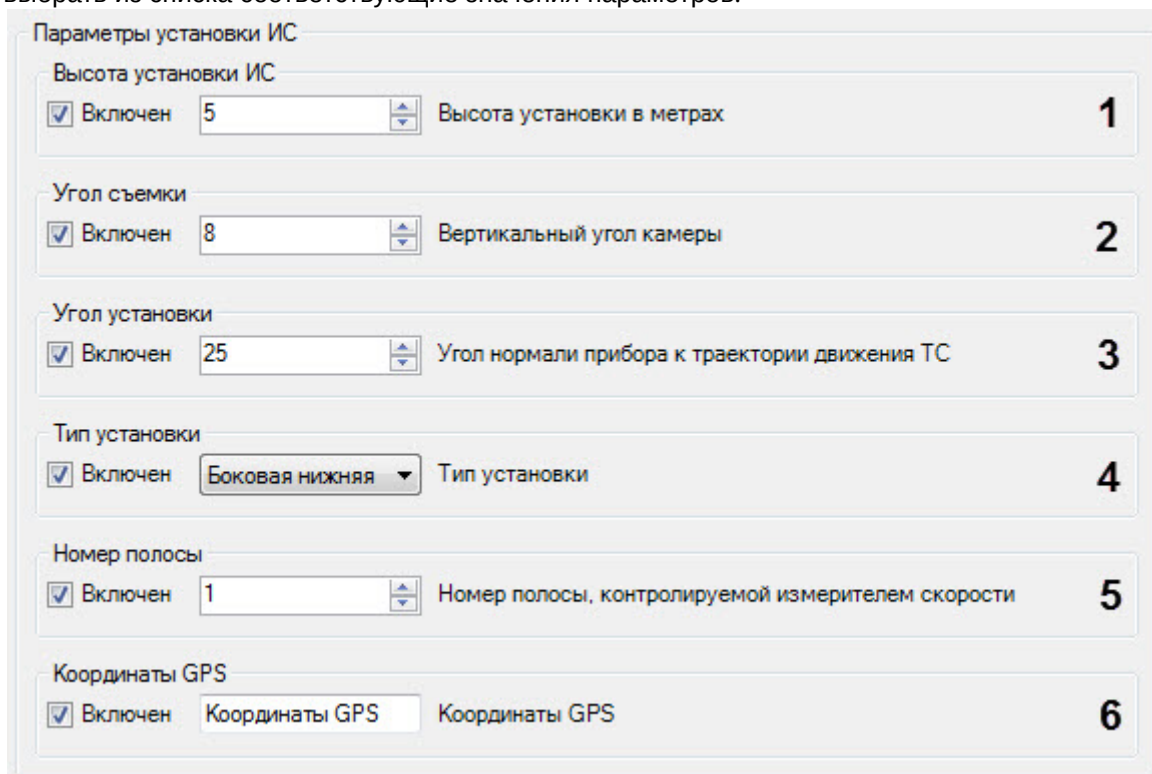 выбрать из списка соответствующие значения параметров.
Параметры установки ИС
Высота установки ИС
Включен 5 Высота установки в метрах 1
Угол съемки
Включен 8 Вертикальный угол камеры 2
Угол установки
Включен 25 Угол нормали прибора к траектории движения ТС 3
Тип установки
Включен Боковая нижняя Тип установки 4
Номер полосы
Включен 1 Номер полосы, контролируемой измерителем скорости 5
Координаты GPS
Включен Координаты GPS Координаты GPS 6